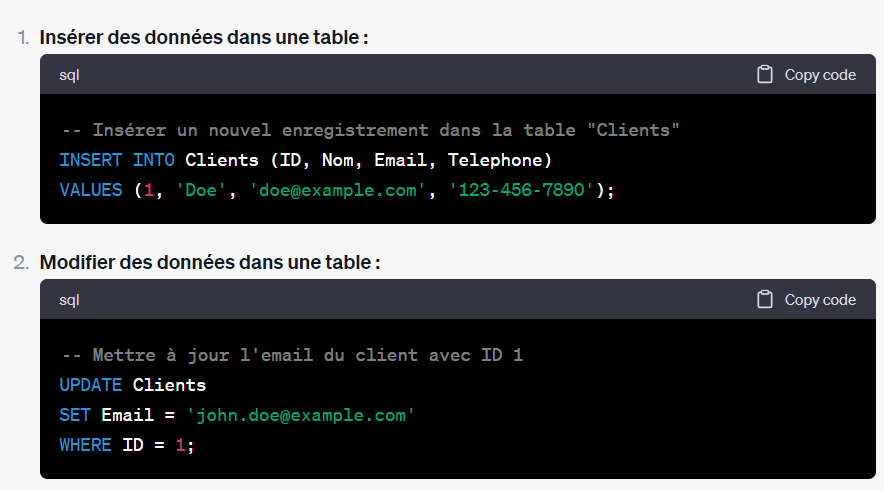 1. Insérer des données dans une table :
sql Copy code
-- Insérer un nouvel enregistrement dans la table "Clients"
INSERT INTO Clients (ID, Nom, Email, Telephone)
VALUES (1, 'Doe', 'doe@example.com', '123-456-7890');
2. Modifier des données dans une table :
sql Copy code
-- Mettre à jour l'email du client avec ID 1
UPDATE Clients
SET Email = 'john.doe@example.com'
WHERE ID = 1;